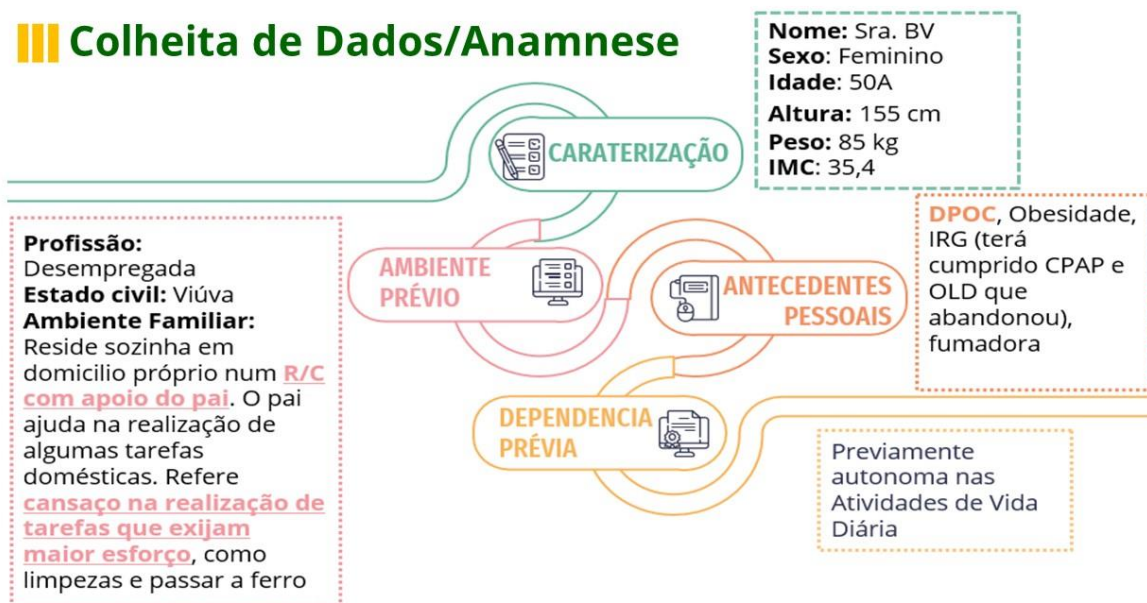 Colheita de Dados/Anamnese
Nome: Sra. BV
Sexo: Feminino
Idade: 50A
Altura: 155 cm
Peso: 85 kg
IMC: 35,4
CARATERIZAÇÃO
Profissão:
Desempregada
Estado civil: Viúva
Ambiente Familiar:
Reside sozinha em
domicilio próprio num R/C
com apoio do pai. O pai
ajuda na realização de
algumas tarefas
domésticas. Refere
cansaço na realização de
tarefas que exijam
maior esforço, como
limpezas e passar a ferro
AMBIENTE
PRÉVIO
ANTECEDENTES
PESSOAIS
DPOC, Obesidade,
IRG (terá
cumprido CPAP e
OLD que
abandonou),
fumadora
DEPENDENCIA
PRÉVIA
Previamente
autonoma nas
Atividades de Vida
Diária